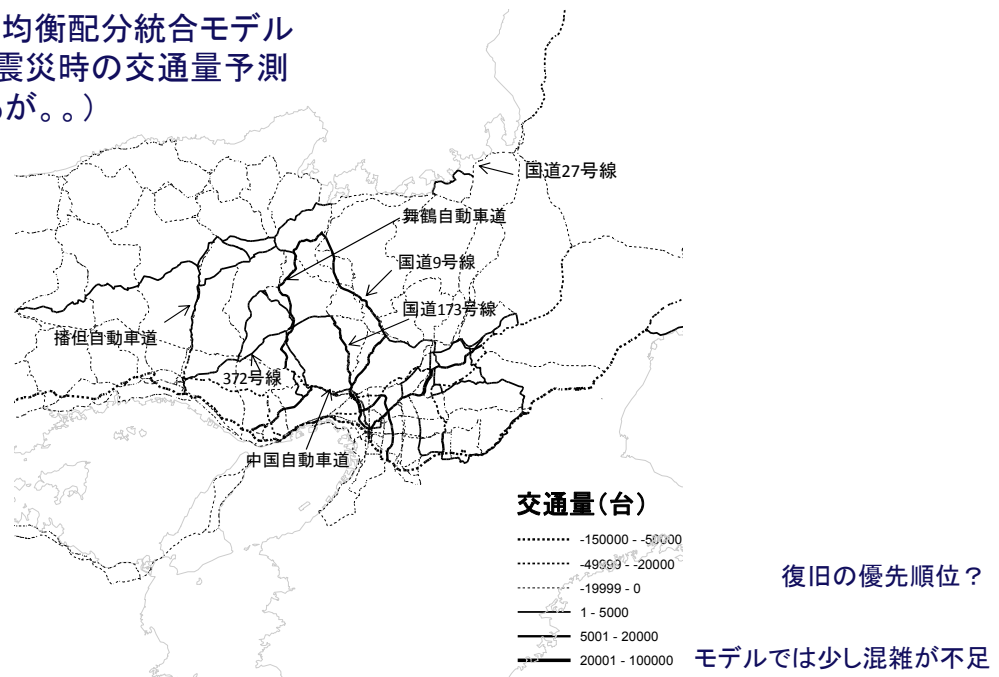 均衡配分統合モデル
震災時の交通量予測
が。。)
国道27号線
舞鶴自動車道
国道9号線
国道173号線
播但自動車道
372号線
中国自動車道
交通量(台)
-150000 - -50000
-49999 - -20000
-19999 - 0
1 - 5000
5001 - 20000
20001 - 100000
復旧の優先順位?
モデルでは少し混雑が不足